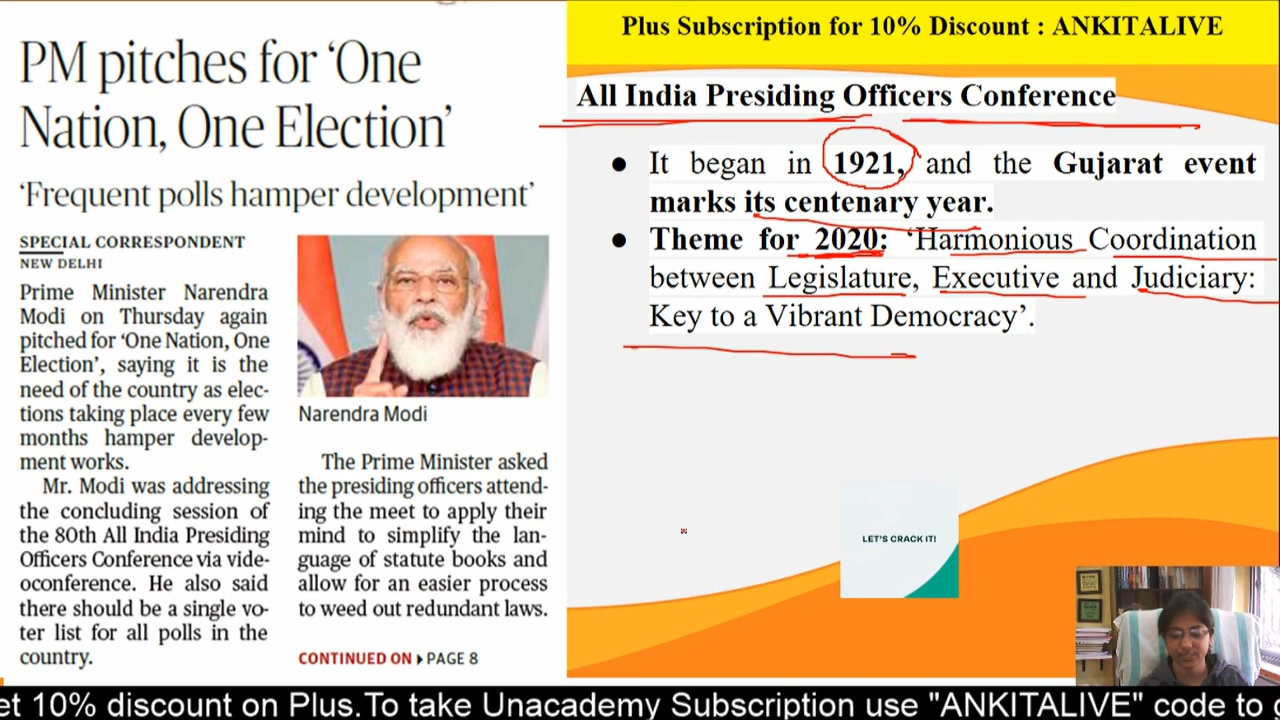 PM pitches for ‘One
Nation, One Election’
‘Frequent polls hamper development’
SPECIAL CORRESPONDENT
NEW DELHI
Prime Minister Narendra
Modi on Thursday again
pitched for ‘One Nation, One
Election’, saying it is the
need of the country as elec-
tions taking place every few
months hamper develop-
ment works.
Mr. Modi was addressing
the concluding session of
the 80th All India Presiding
Officers Conference via vide-
oconference. He also said
there should be a single vo-
ter list for all polls in the
country.
Narendra Modi
The Prime Minister asked
the presiding officers attend-
ing the meet to apply their
mind to simplify the lan-
guage of statute books and
allow for an easier process
to weed out redundant laws.
CONTINUED ON PAGE 8
Plus Subscription for 10% Discount : ANKITALIVE
All India Presiding Officers Conference
● It began in 1921, and the Gujarat event
marks its centenary year.
● Theme for 2020: ‘Harmonious Coordination
between Legislature, Executive and Judiciary:
Key to a Vibrant Democracy’.
LET'S CRACK IT!
et 10% discount on Plus.To take Unacademy Subscription use "ANKITALIVE" code to g